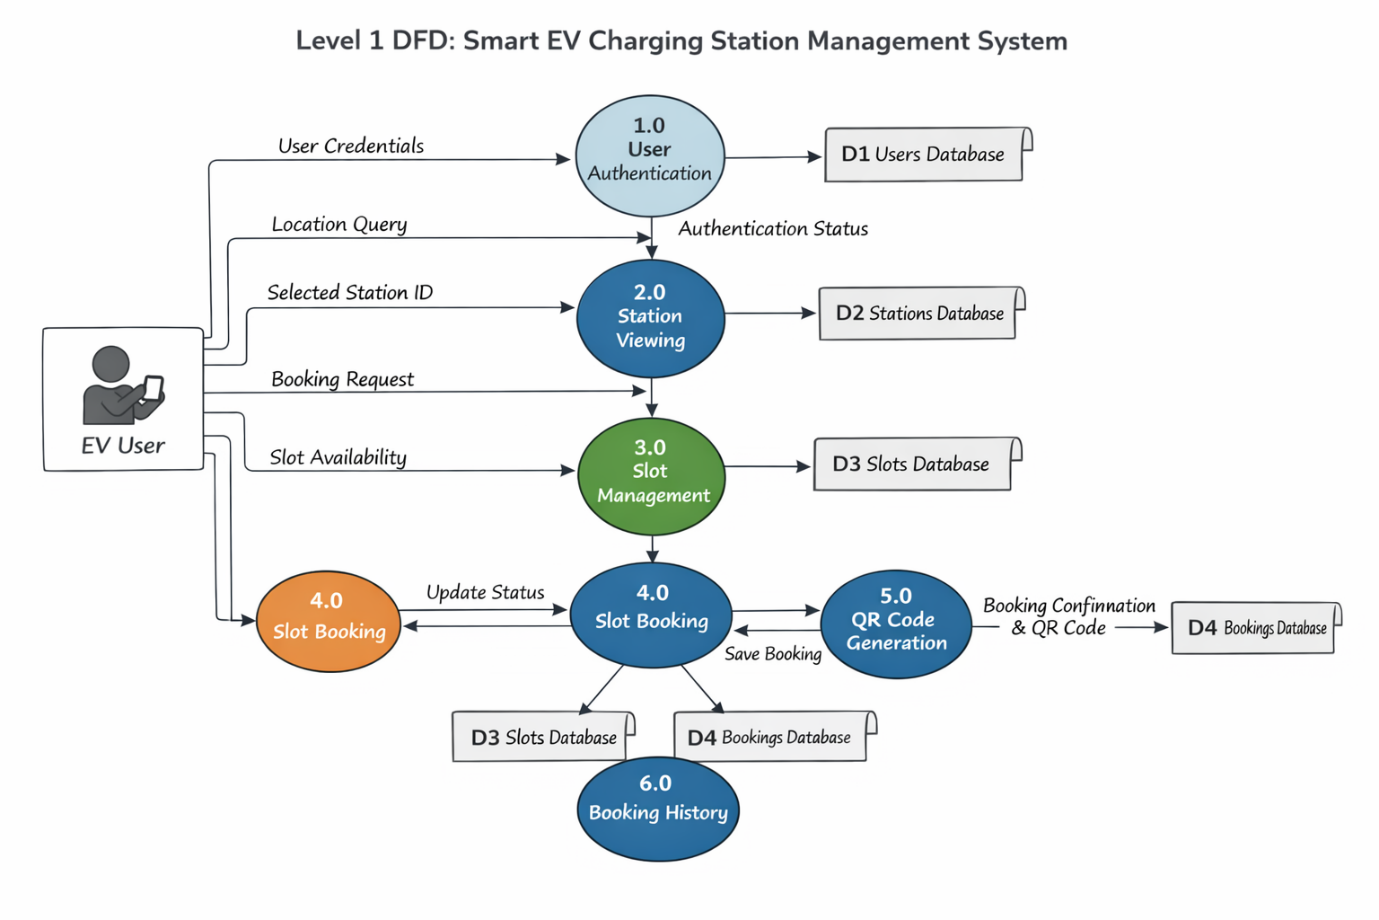 Level 1 DFD: Smart EV Charging Station Management System
1.0
User
Authentication
User Credentials
D1 Users Database
Location Query
Authentication Status
Selected Station ID
2.0
Station
Viewing
D2 Stations Database
Booking Request
EV User
3.0
Slot
Management
Slot Availability
D3 Slots Database
4.0
Slot Booking
Update Status
4.0
Slot Booking
5.0
QR Code
Generation
Save Booking
Booking Confinnation
& QR Code
D4 Bookings Database
D3 Slots Database
D4 Bookings Database
6.0
Booking History